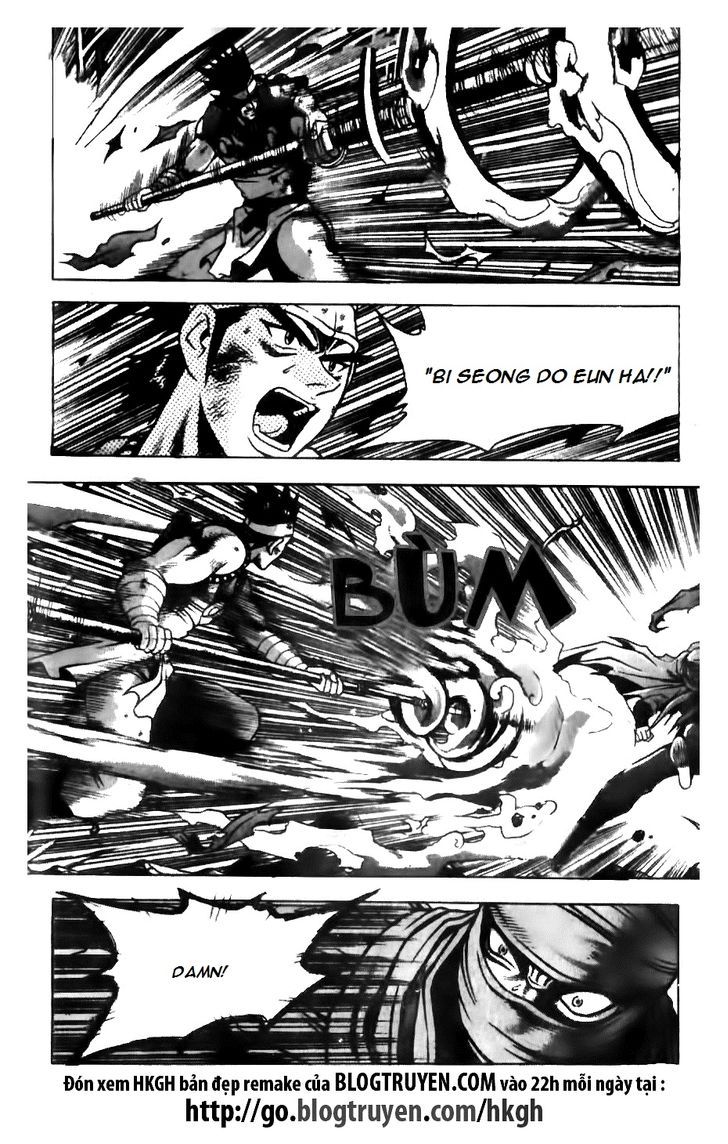 "BI SEONG DO EUN HA!!"
BÙM
DAMN!
Đón xem HKGH bản đẹp remake của BLOGTRUYEN.COM vào 22h mỗi ngày tại :
http://go.blogtruyen.com/hkgh